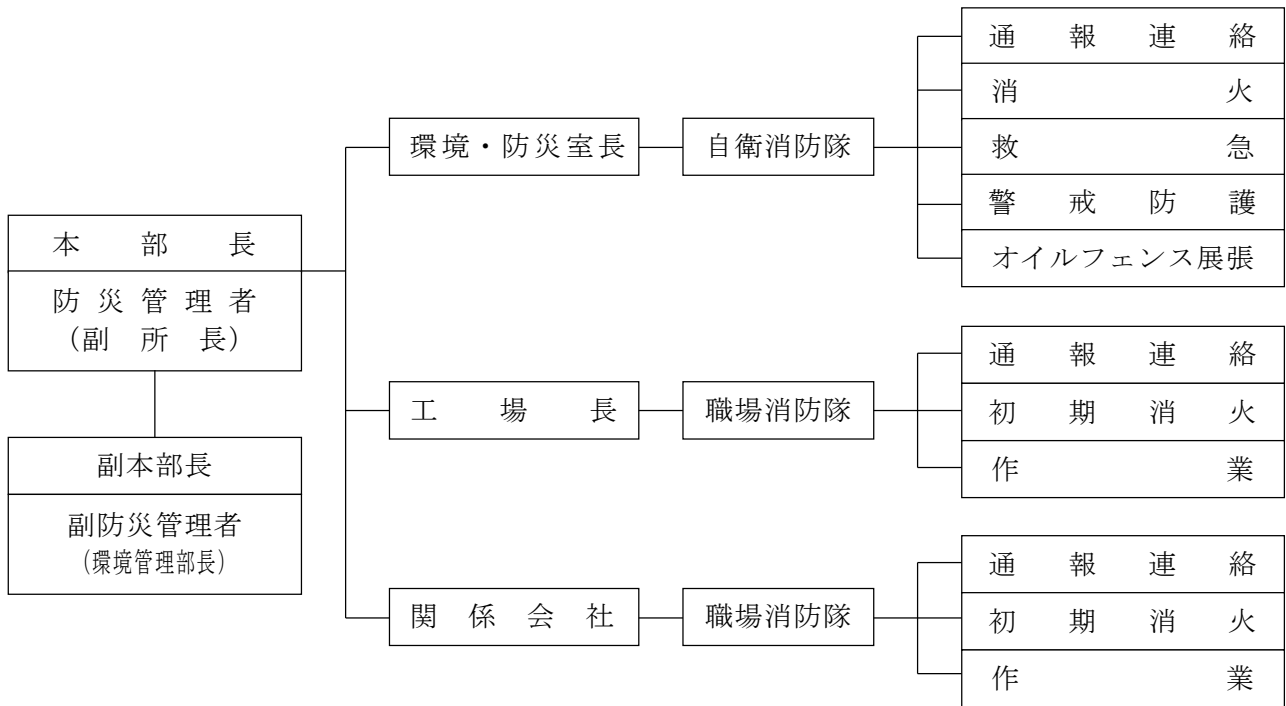 本部長
防災管理者
(副所長)
副本部長
副防災管理者
(環境管理部長)
環境・防災室長
自衛消防隊
通報連絡
消火
救急
警戒防護
オイルフェンス展張
工場長
職場消防隊
通報連絡
初期消火
作業
関係会社
職場消防隊
通報連絡
初期消火
作業